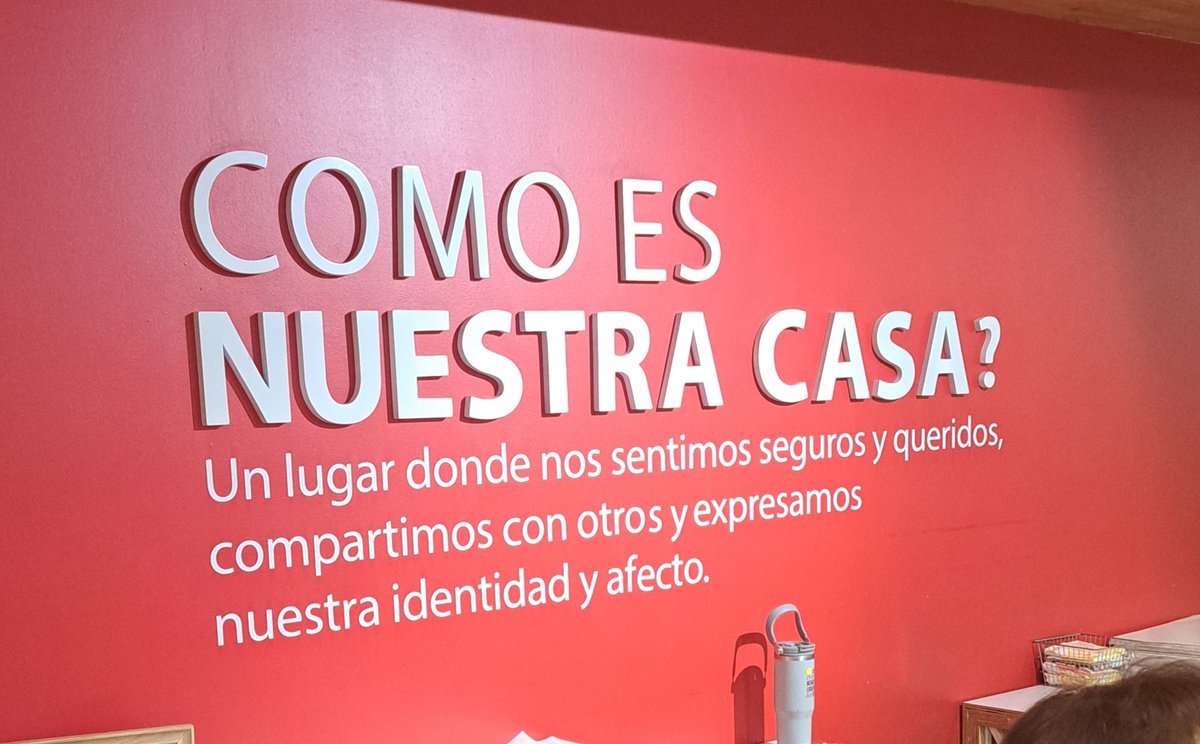 COMO ES
NUESTRA CASA?
Un lugar donde nos sentimos seguros y queridos,
compartimos con otros y expresamos
nuestra identidad y afecto.